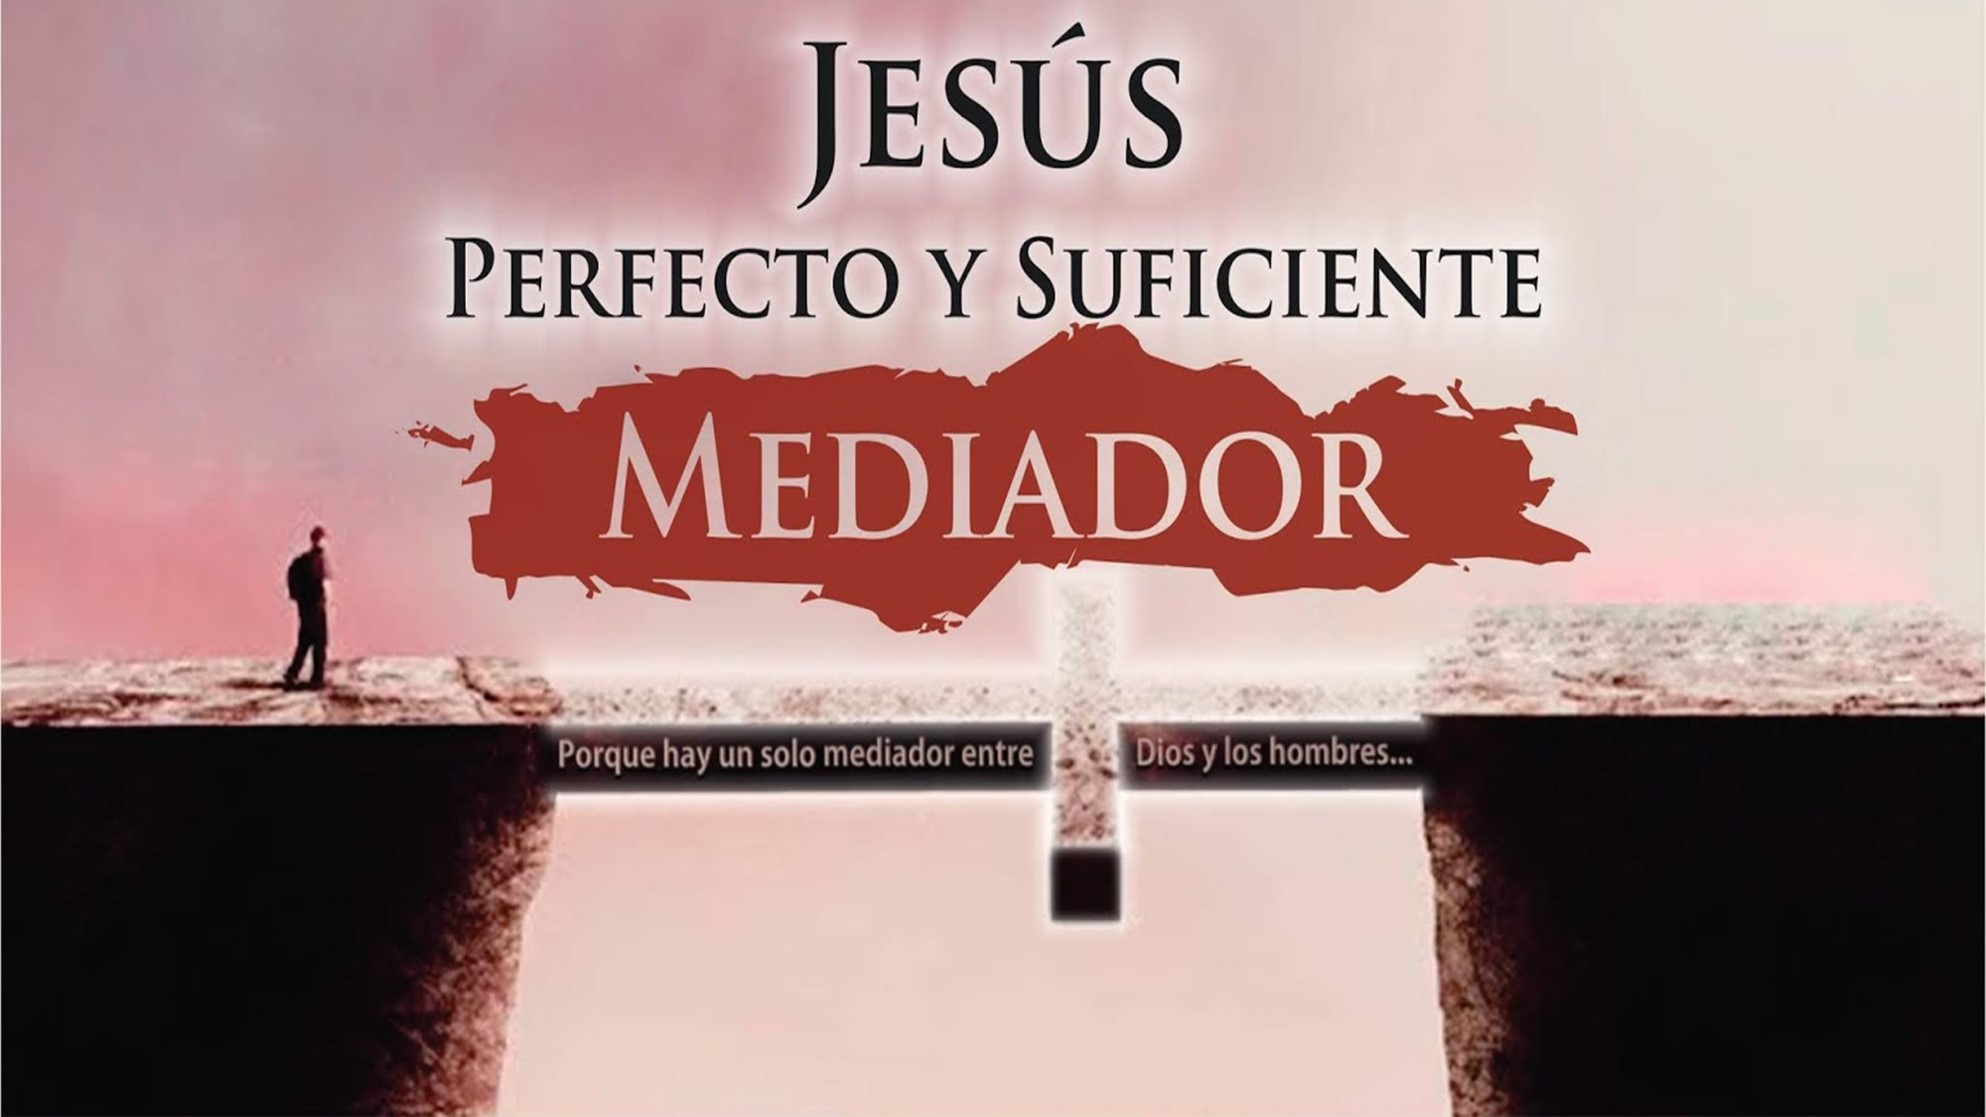 JESÚS
PERFECTO Y SUFICIENTE
MEDIADOR
Porque hay un solo mediador entre Dios y los hombres...